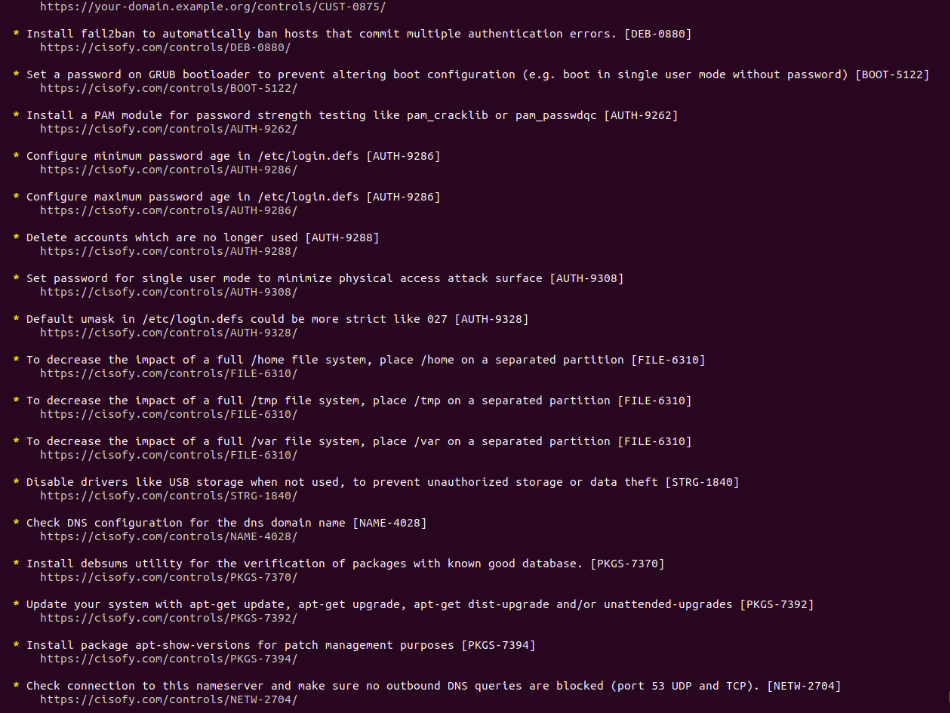 https://your-domain.example.org/controls/CUST-0875/
* Install fail2ban to automatically ban hosts that commit multiple authentication errors. [DEB-0880]
https://cisofy.com/controls/DEB-0880/
* Set a password on GRUB bootloader to prevent altering boot configuration (e.g. boot in single user mode without password) [BOOT-5122]
https://cisofy.com/controls/BOOT-5122/
* Install a PAM module for password strength testing like pam_cracklib or pam_passwdqc [AUTH-9262]
https://cisofy.com/controls/AUTH-9262/
* Configure minimum password age in /etc/login.defs [AUTH-9286]
https://cisofy.com/controls/AUTH-9286/
* Configure maximum password age in /etc/login.defs [AUTH-9286]
https://cisofy.com/controls/AUTH-9286/
* Delete accounts which are no longer used [AUTH-9288]
https://cisofy.com/controls/AUTH-9288/
* Set password for single user mode to minimize physical access attack surface [AUTH-9308]
https://cisofy.com/controls/AUTH-9308/
* Default umask in /etc/login.defs could be more strict like 027 [AUTH-9328]
https://cisofy.com/controls/AUTH-9328/
* To decrease the impact of a full /home file system, place /home on a separated partition [FILE-6310]
https://cisofy.com/controls/FILE-6310/
* To decrease the impact of a full /tmp file system, place /tmp on a separated partition [FILE-6310]
https://cisofy.com/controls/FILE-6310/
* To decrease the impact of a full /var file system, place /var on a separated partition [FILE-6310]
https://cisofy.com/controls/FILE-6310/
* Disable drivers like USB storage when not used, to prevent unauthorized storage or data theft [STRG-1840]
https://cisofy.com/controls/STRG-1840/
* Check DNS configuration for the dns domain name [NAME-4028]
https://cisofy.com/controls/NAME-4028/
* Install debsums utility for the verification of packages with known good database. [PKGS-7370]
https://cisofy.com/controls/PKGS-7370/
* Update your system with apt-get update, apt-get upgrade, apt-get dist-upgrade and/or unattended-upgrades [PKGS-7392]
https://cisofy.com/controls/PKGS-7392/
* Install package apt-show-versions for patch management purposes [PKGS-7394]
https://cisofy.com/controls/PKGS-7394/
* Check connection to this nameserver and make sure no outbound DNS queries are blocked (port 53 UDP and TCP). [NETW-2704]
https://cisofy.com/controls/NETW-2704/